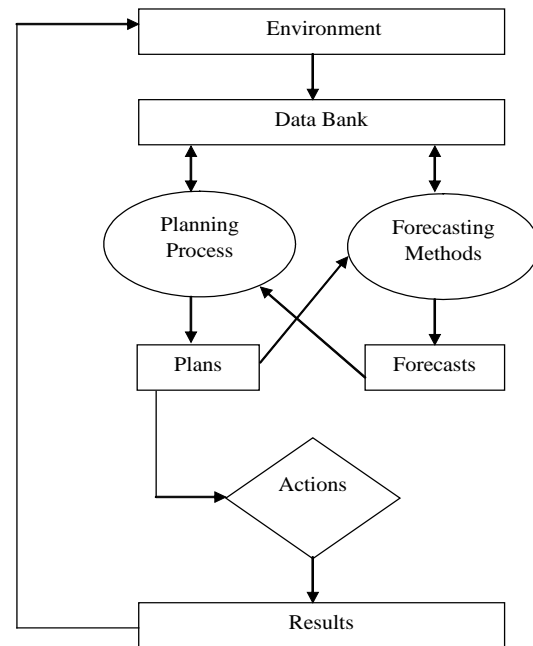 Environment
Data Bank
Planning
Process
Forecasting
Methods
Plans
Forecasts
Actions
Results